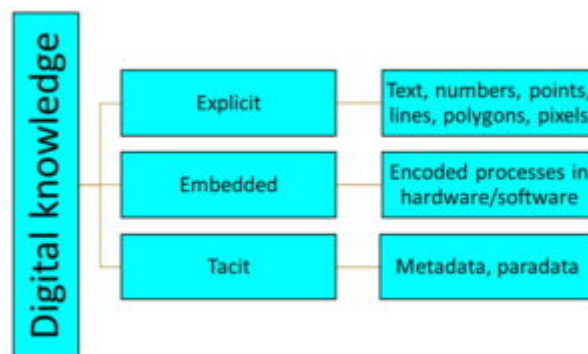 Digital knowledge
Explicit
Text, numbers, points,
lines, polygons, pixels
Embedded
Encoded processes in
hardware/software
Tacit
Metadata, paradata